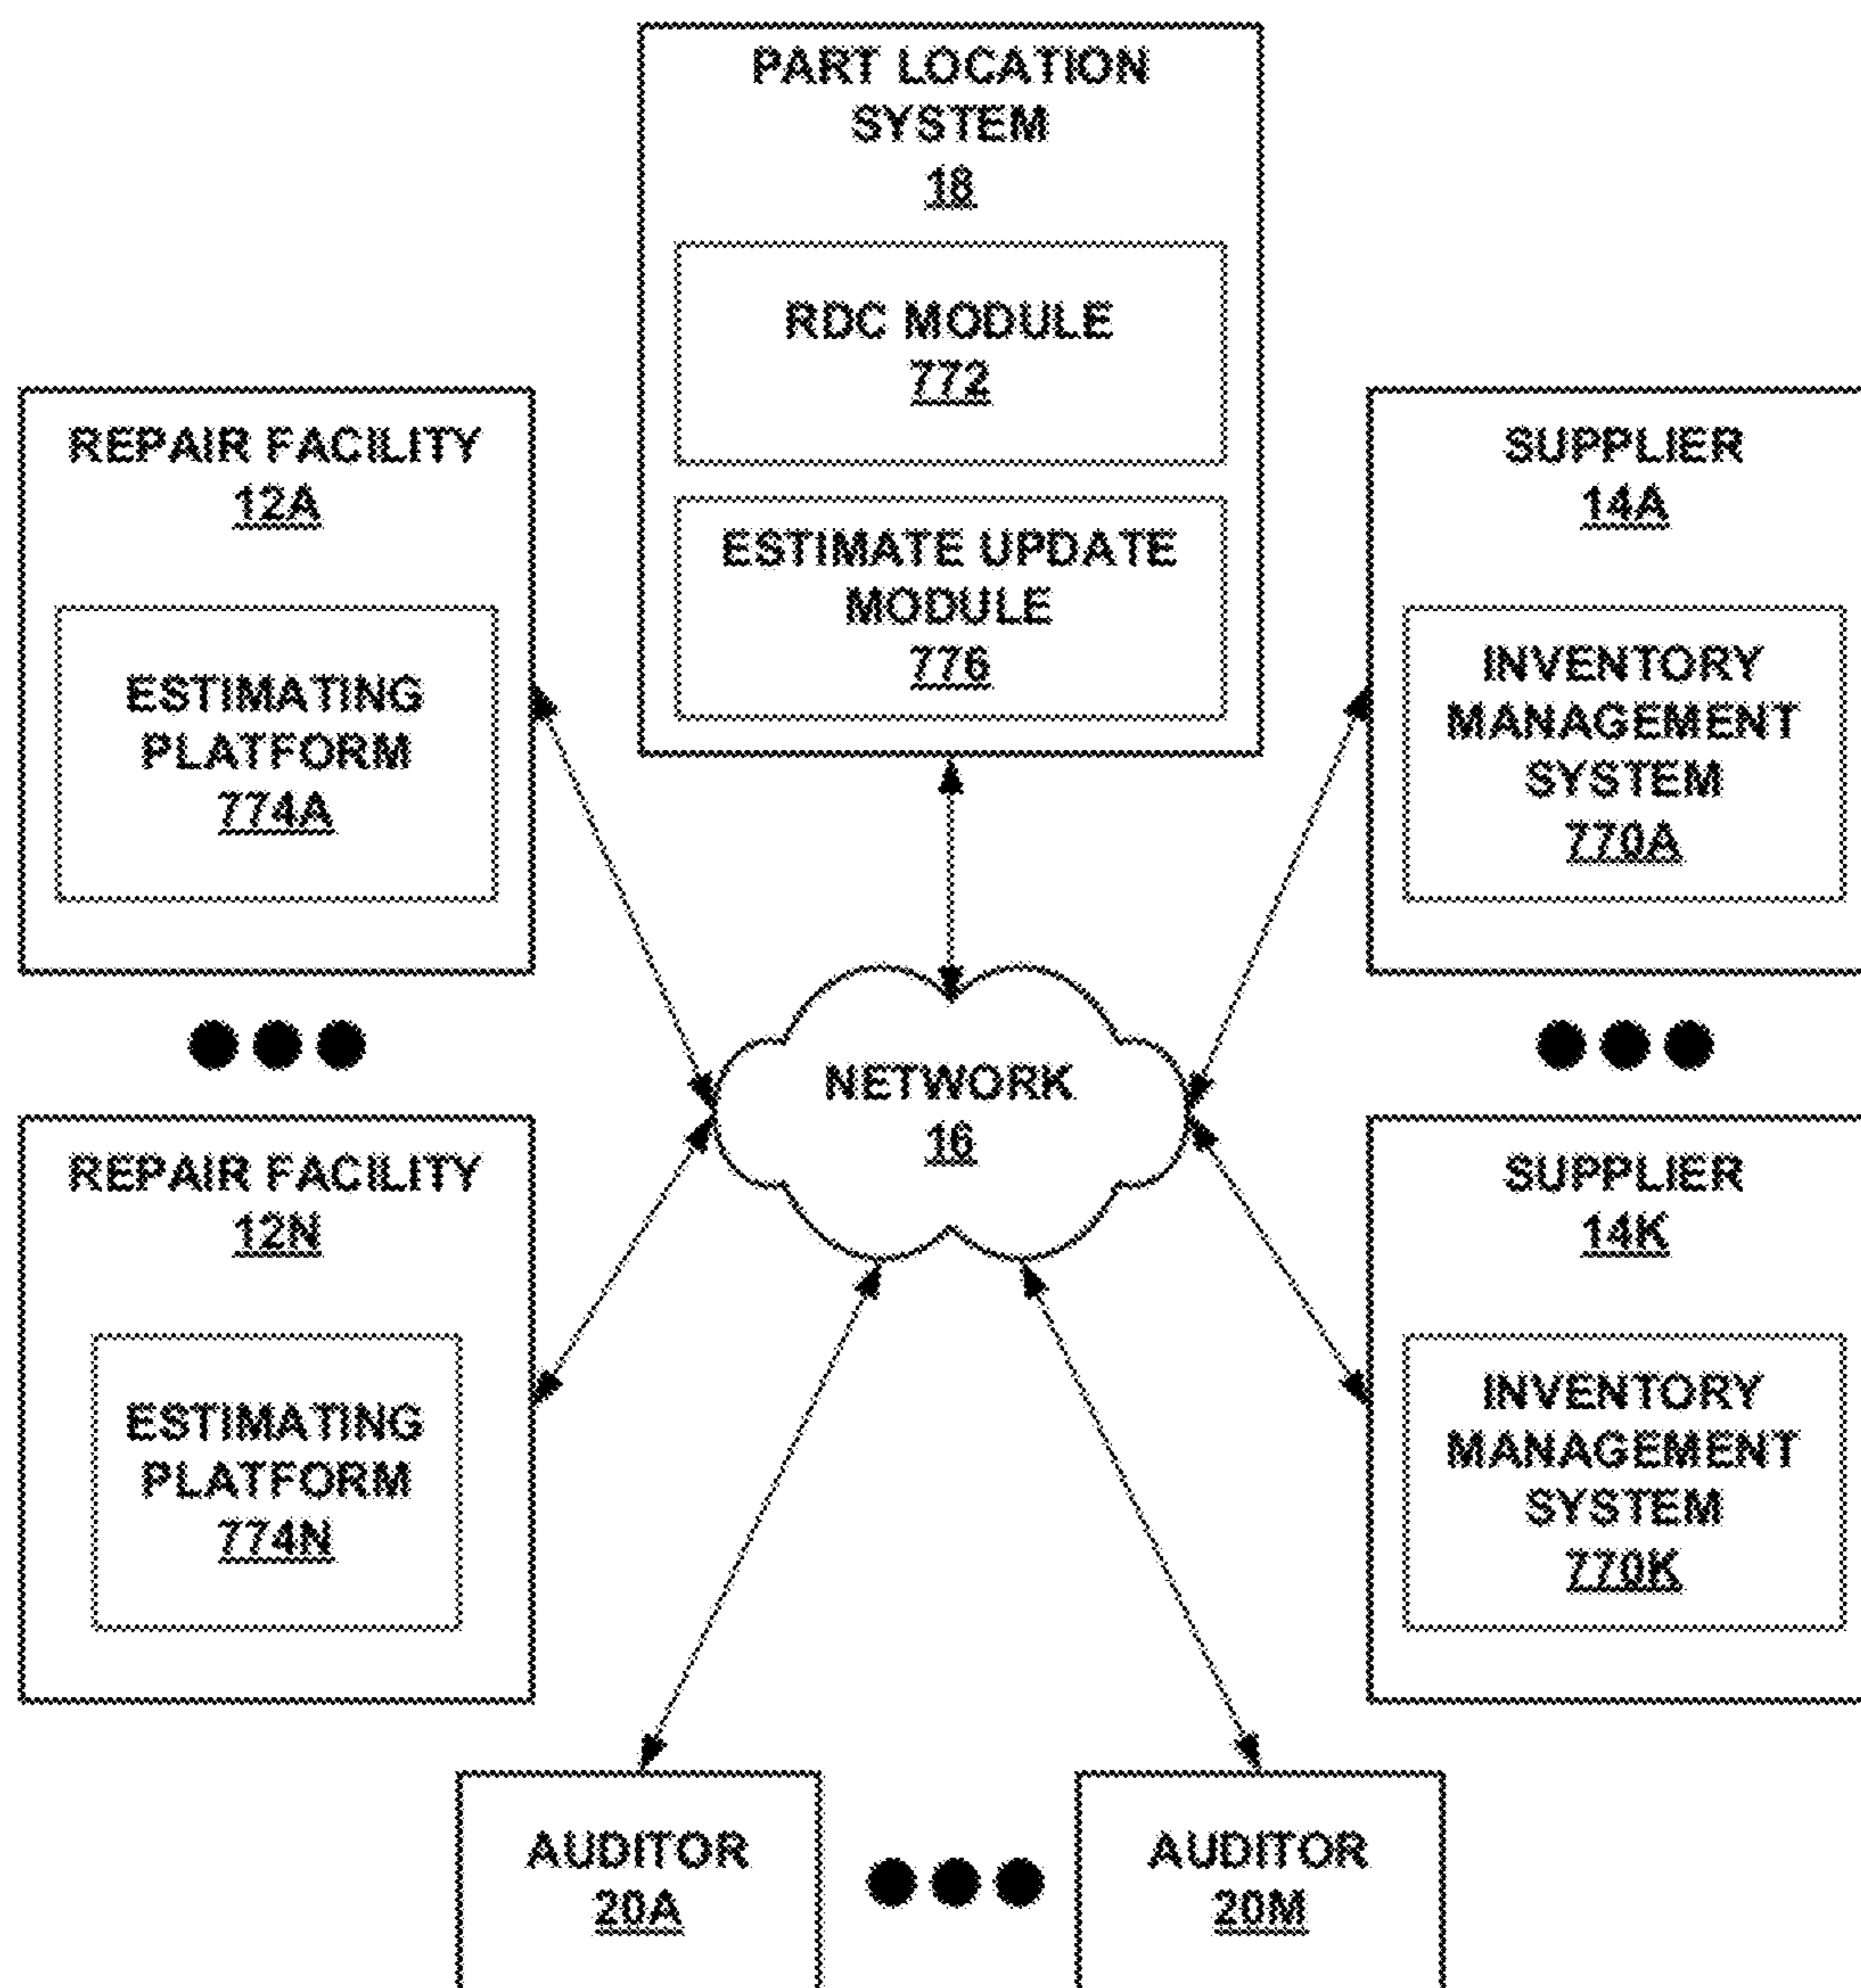 PART LOCATION
SYSTEM
18
RDC MODULE
772
ESTIMATE UPDATE
MODULE
776
REPAIR FACILITY
12A
ESTIMATING
PLATFORM
774A
SUPPLIER
14A
INVENTORY
MANAGEMENT
SYSTEM
770A
NETWORK
16
REPAIR FACILITY
12N
ESTIMATING
PLATFORM
774N
SUPPLIER
14K
INVENTORY
MANAGEMENT
SYSTEM
770K
AUDITOR
20A
AUDITOR
20M